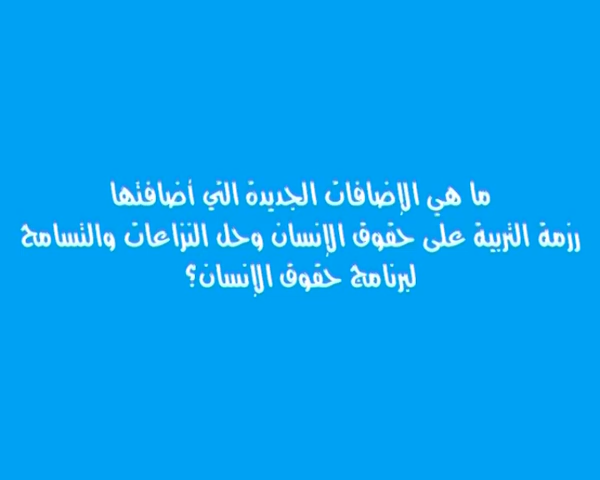 ما هي الإضافات الجديدة التي أضافتها
رزمة التربية على حقوق الإنسان وحل النزاعات والتسامح
لبرنامج حقوق الإنسان؟